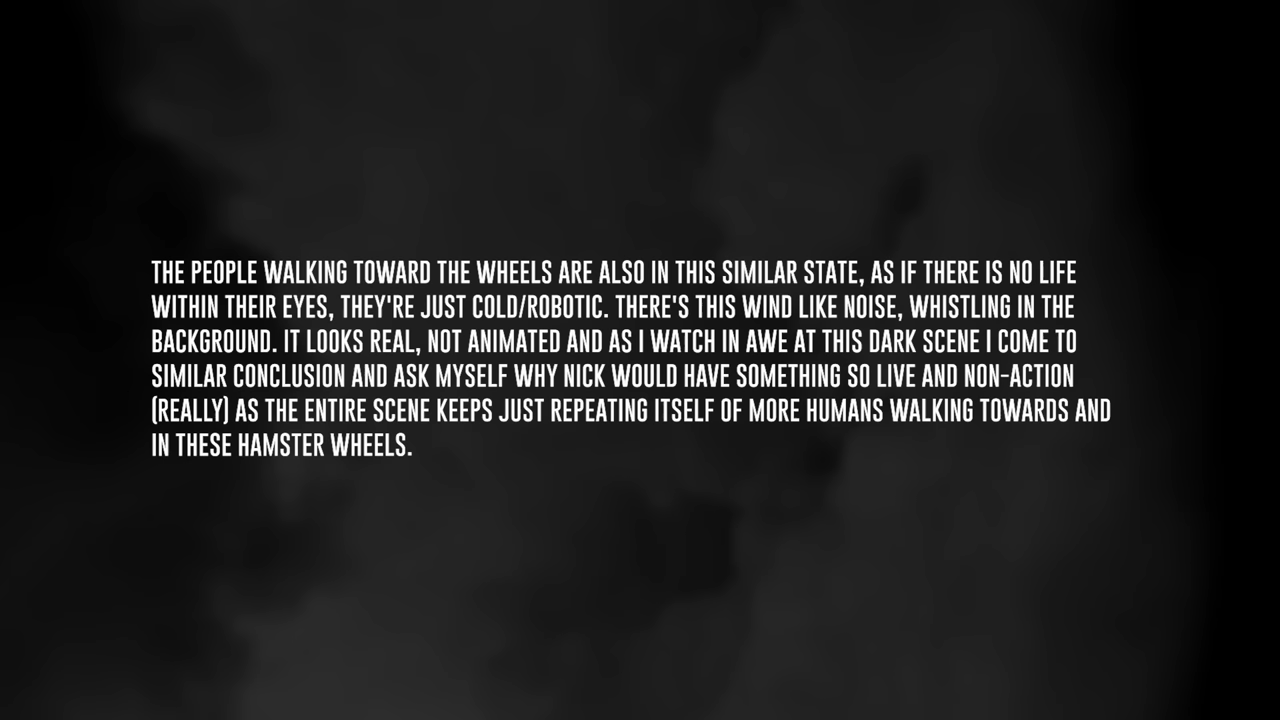 THE PEOPLE WALKING TOWARD THE WHEELS ARE ALSO IN THIS SIMILAR STATE, AS IF THERE IS NO LIFE
WITHIN THEIR EYES, THEY'RE JUST COLD/ROBOTIC. THERE'S THIS WIND LIKE NOISE, WHISTLING IN THE
BACKGROUND. IT LOOKS REAL, NOT ANIMATED AND AS I WATCH IN AWE AT THIS DARK SCENE I COME TO
SIMILAR CONCLUSION AND ASK MYSELF WHY NICK WOULD HAVE SOMETHING SO LIVE AND NON-ACTION
(REALLY) AS THE ENTIRE SCENE KEEPS JUST REPEATING ITSELF OF MORE HUMANS WALKING TOWARDS AND
IN THESE HAMSTER WHEELS.